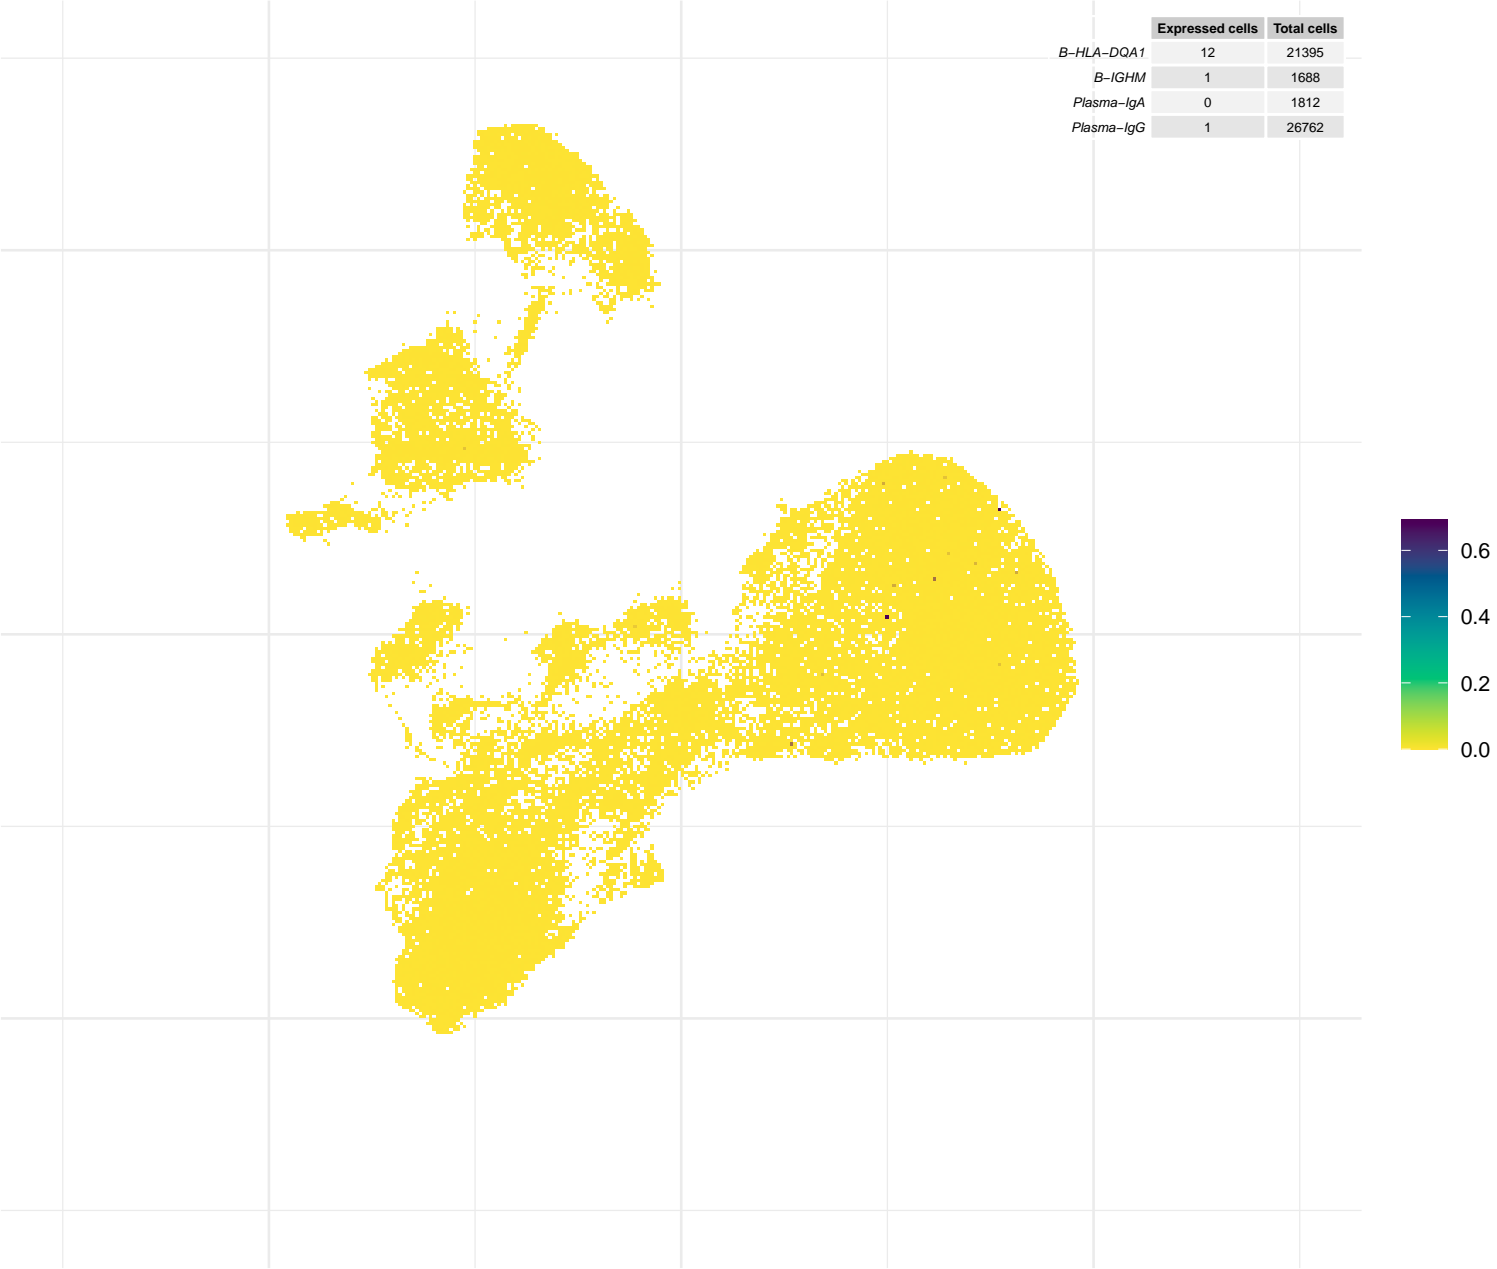 Expressed cells Total cells
B−HLA−DQA1 12 21395
B−IGHM 1 1688
Plasma−IgA 0 1812
Plasma−IgG 1 26762
0.6
0.4
0.2
0.0